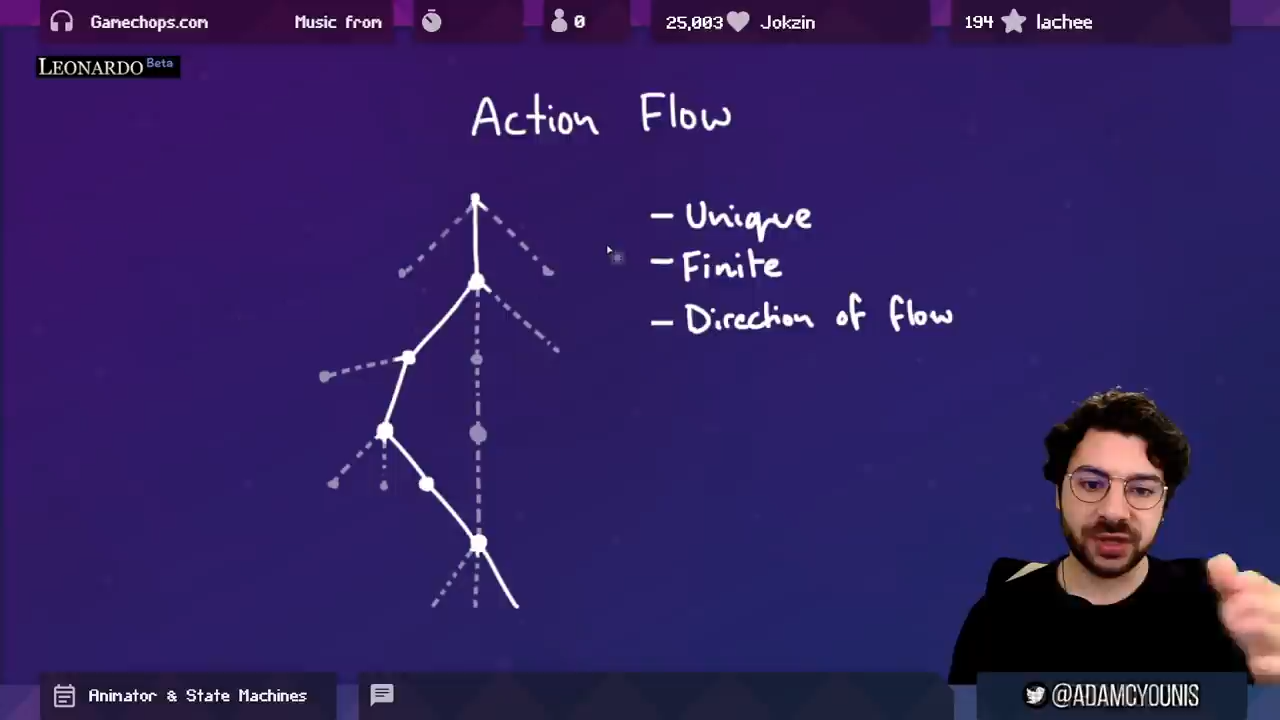 Gamechops.com Music from 0 25,003 Jokzin 194 lachee
LEONARDO Beta
Action Flow
- Unique
- Finite
- Direction of flow
Animator & State Machines @ADAMCYOUNIS